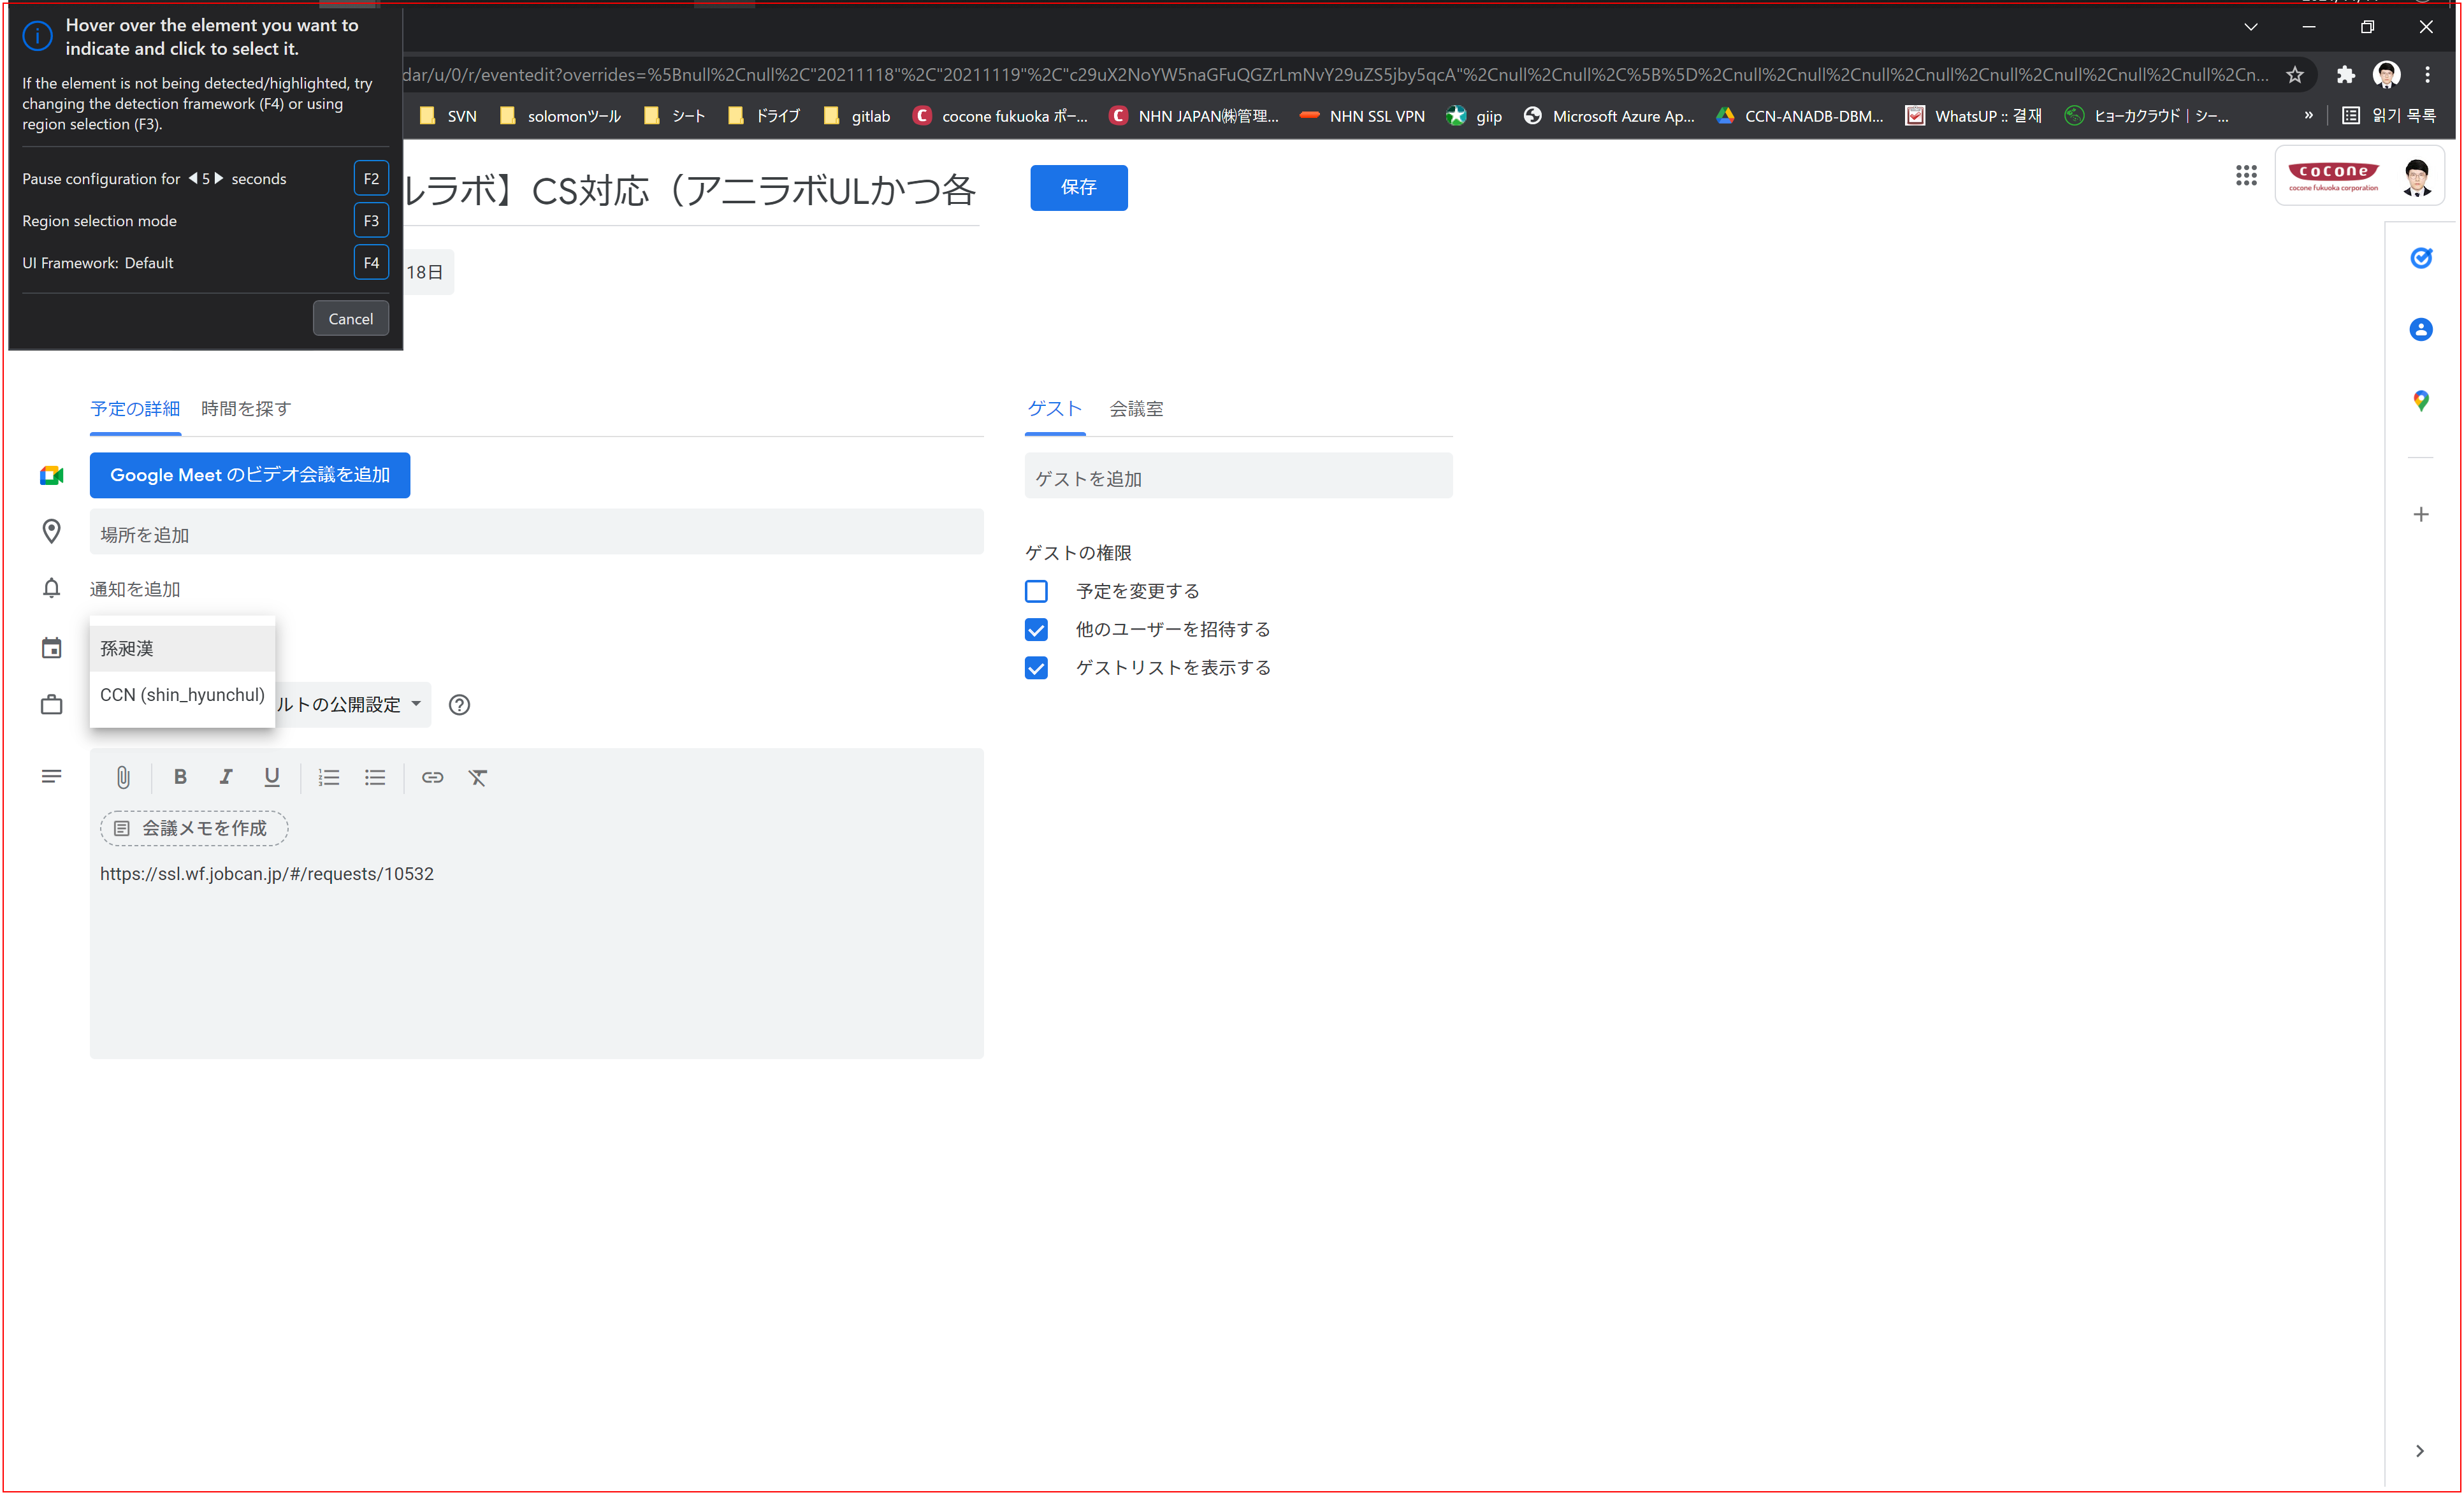 Hover over the element you want to
indicate and click to select it.
If the element is not being detected/highlighted, try
changing the detection framework (F4) or using
region selection (F3).
Pause configuration for 5 seconds F2
Region selection mode F3
UI Framework: Default F4
Cancel
dar/u/0/r/eventedit?overrides=%5Bnull%2Cnull%2C"20211118"%2C"20211119"%2C"c29uX2NoYW5naGFuQGZrLmNvY29uZS5jby5qcA"%2Cnull%2Cnull%2C%5B%5D%2Cnull%2Cnull%2Cnull%2Cnull%2Cnull%2Cnull%2Cnull%2Cn...
SVN solomonツール シート ドライブ gitlab cocone fukuoka ポー... NHN JAPAN㈱管理... NHN SSL VPN giip Microsoft Azure Ap... CCN-ANADB-DBM... WhatsUP :: 결재 ヒョーカクラウド | シー... » 읽기 목록
ルラボ】CS対応（アニラボULかつ各
保存
cocone
cocone fukuoka corporation
18日
予定の詳細 時間を探す
Google Meet のビデオ会議を追加
場所を追加
通知を追加
孫昶漢
CCN (shin_hyunchul)
ルトの公開設定
B I U
会議メモを作成
https://ssl.wf.jobcan.jp/#/requests/10532
ゲスト 会議室
ゲストを追加
ゲストの権限
予定を変更する
他のユーザーを招待する
ゲストリストを表示する